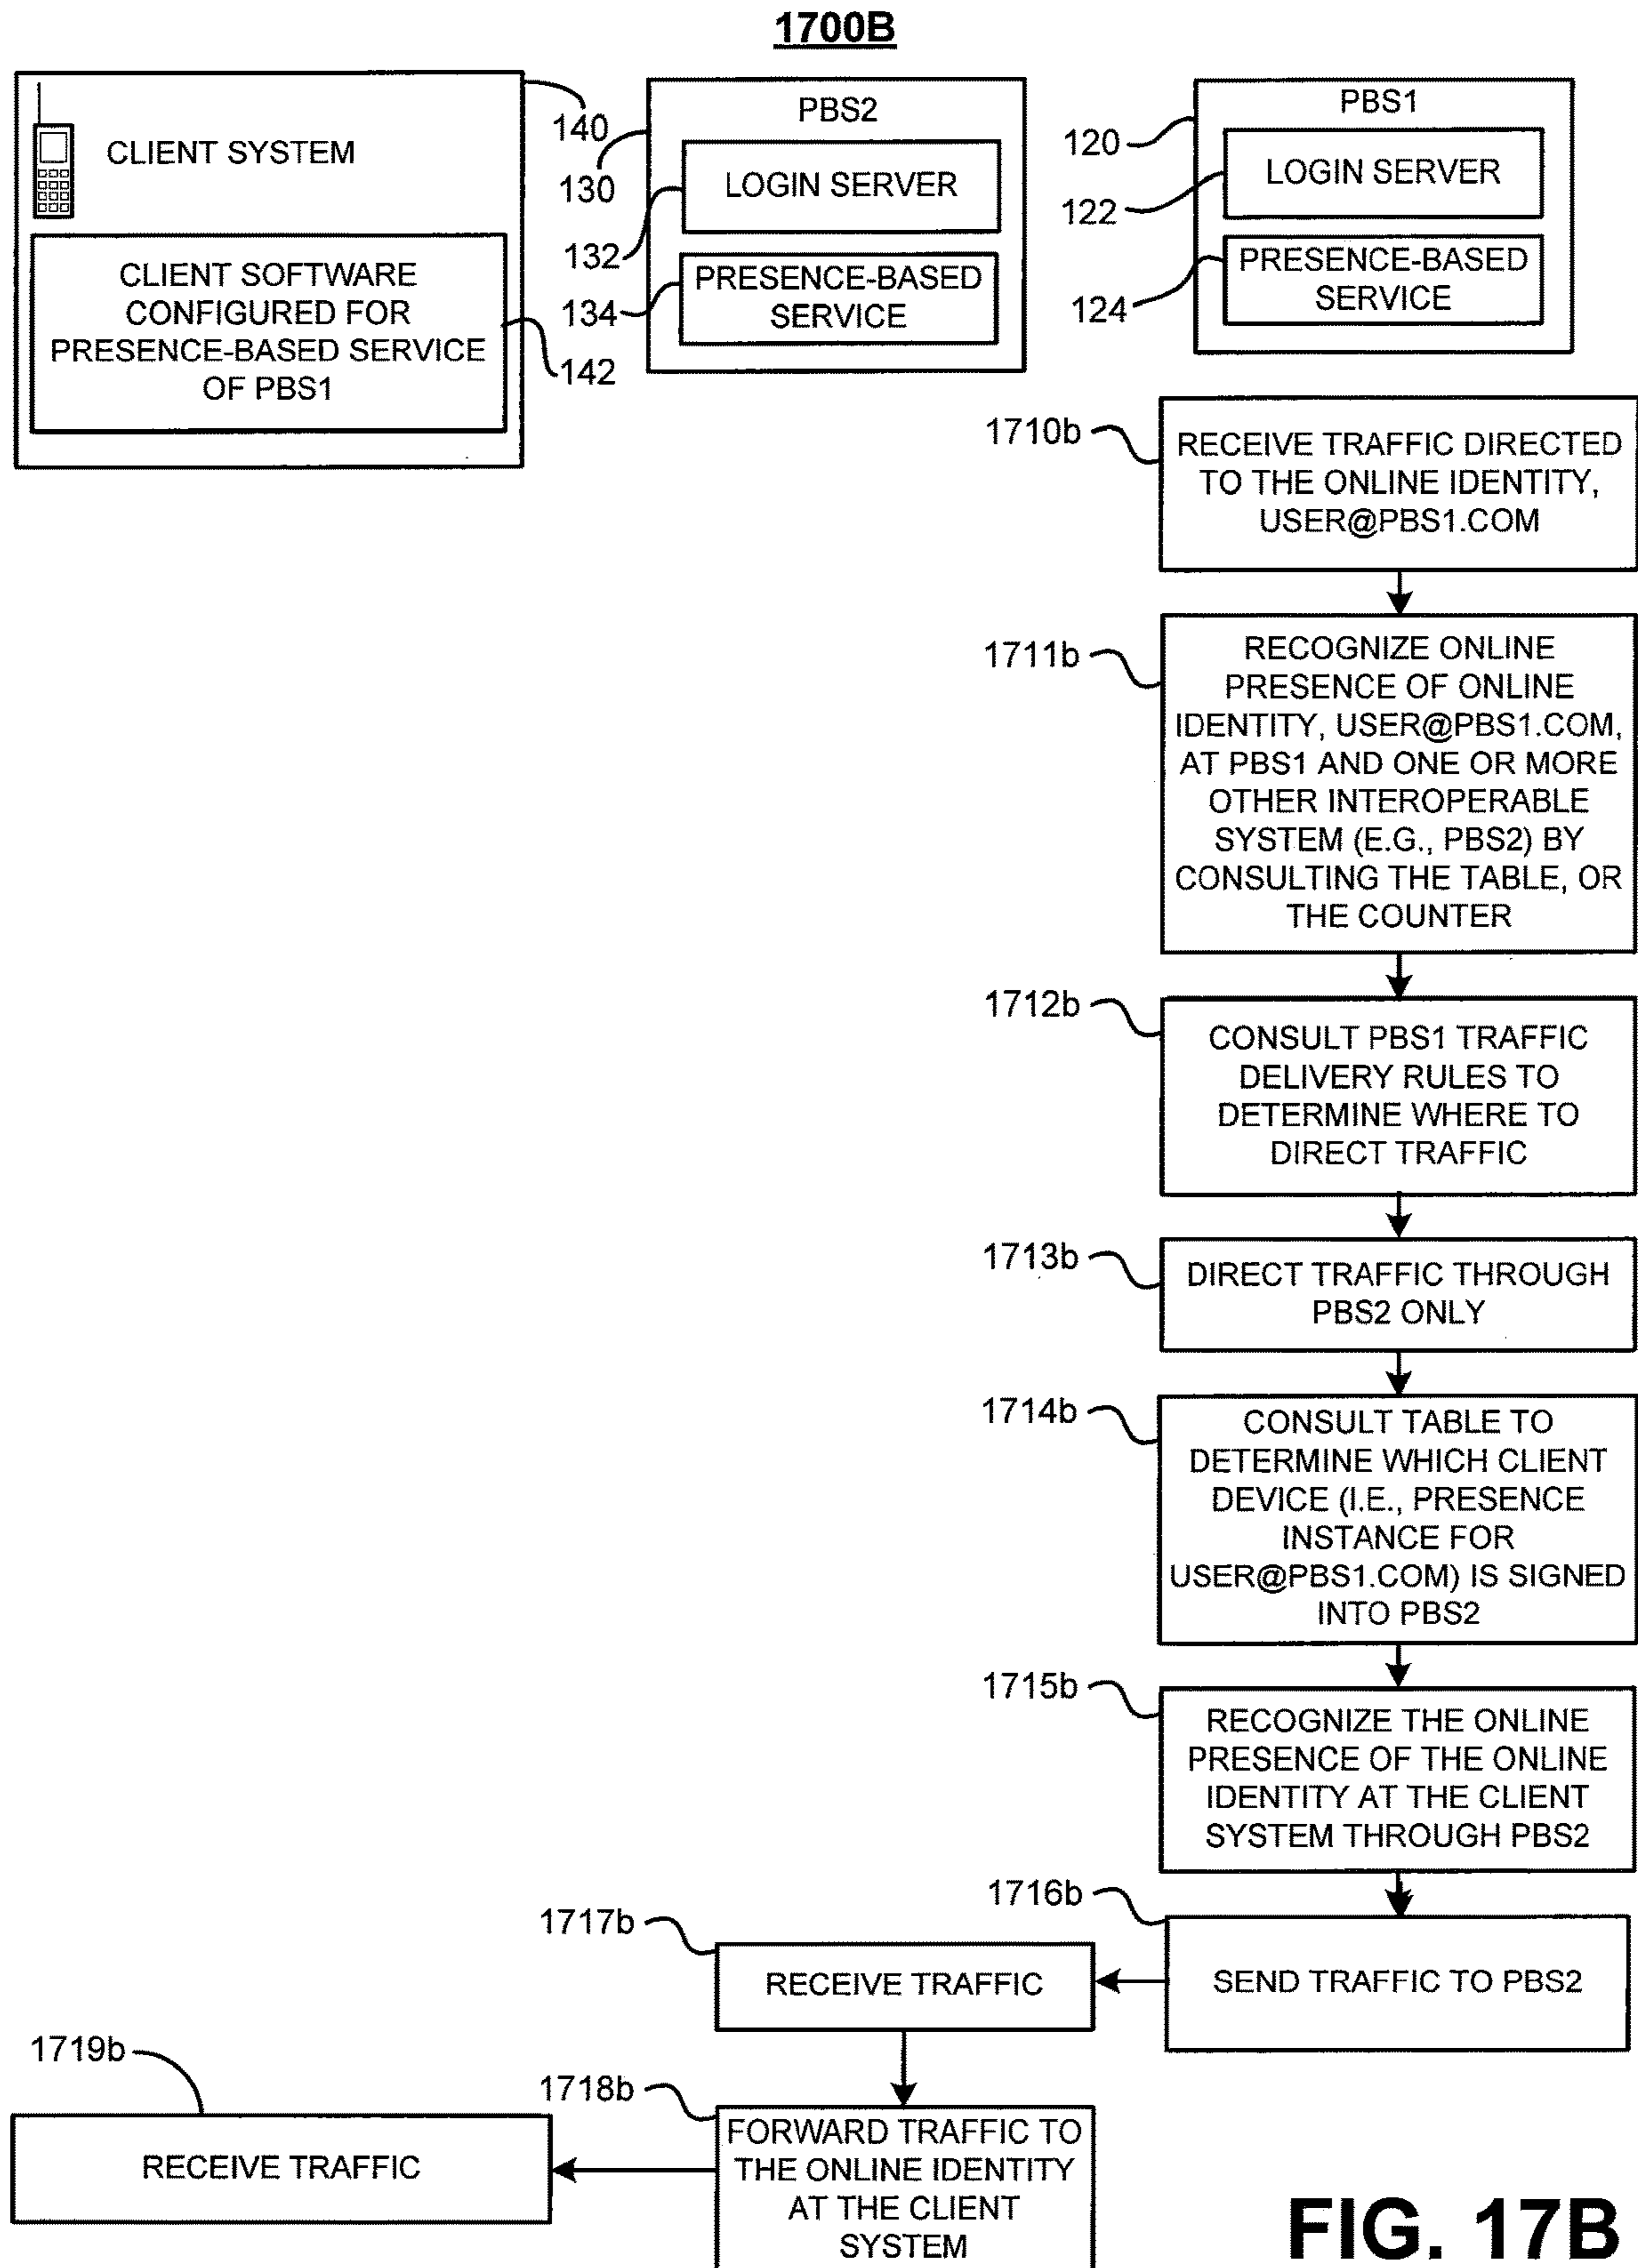 1700B
CLIENT SYSTEM
CLIENT SOFTWARE
CONFIGURED FOR
PRESENCE-BASED SERVICE
OF PBS1
140
142
PBS2
130
LOGIN SERVER
132
PRESENCE-BASED
SERVICE
134
PBS1
120
LOGIN SERVER
122
PRESENCE-BASED
SERVICE
124
1710b
RECEIVE TRAFFIC DIRECTED
TO THE ONLINE IDENTITY,
USER@PBS1.COM
1711b
RECOGNIZE ONLINE
PRESENCE OF ONLINE
IDENTITY, USER@PBS1.COM,
AT PBS1 AND ONE OR MORE
OTHER INTEROPERABLE
SYSTEM (E.G., PBS2) BY
CONSULTING THE TABLE, OR
THE COUNTER
1712b
CONSULT PBS1 TRAFFIC
DELIVERY RULES TO
DETERMINE WHERE TO
DIRECT TRAFFIC
1713b
DIRECT TRAFFIC THROUGH
PBS2 ONLY
1714b
CONSULT TABLE TO
DETERMINE WHICH CLIENT
DEVICE (I.E., PRESENCE
INSTANCE FOR
USER@PBS1.COM) IS SIGNED
INTO PBS2
1715b
RECOGNIZE THE ONLINE
PRESENCE OF THE ONLINE
IDENTITY AT THE CLIENT
SYSTEM THROUGH PBS2
1716b
SEND TRAFFIC TO PBS2
1717b
RECEIVE TRAFFIC
1718b
FORWARD TRAFFIC TO
THE ONLINE IDENTITY
AT THE CLIENT
SYSTEM
1719b
RECEIVE TRAFFIC
FIG. 17B